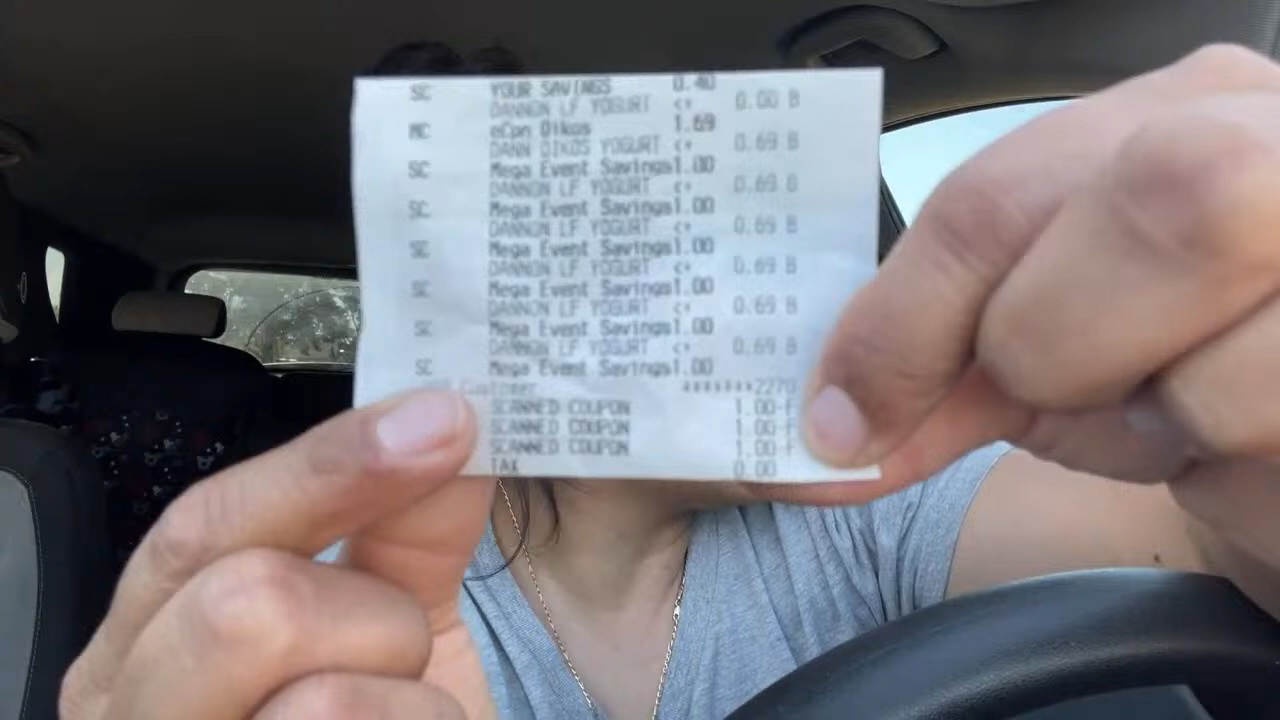 SC YOUR SAVINGS 0.40
DANNON LF YOGURT c+ 0.00 B
MC eCpn Oikos 1.69
DANN OIKOS YOGURT c+ 0.69 B
SC Mega Event Savings1.00
DANNON LF YOGURT c+ 0.69 B
SC Mega Event Savings1.00
DANNON LF YOGURT c+ 0.69 B
SC Mega Event Savings1.00
DANNON LF YOGURT c+ 0.69 B
SC Mega Event Savings1.00
DANNON LF YOGURT c+ 0.69 B
SC Mega Event Savings1.00
DANNON LF YOGURT c+ 0.69 B
SC Mega Event Savings1.00
Customer *******2270
SCANNED COUPON 1.00-F
SCANNED COUPON 1.00-F
SCANNED COUPON 1.00-F
TAX 0.00